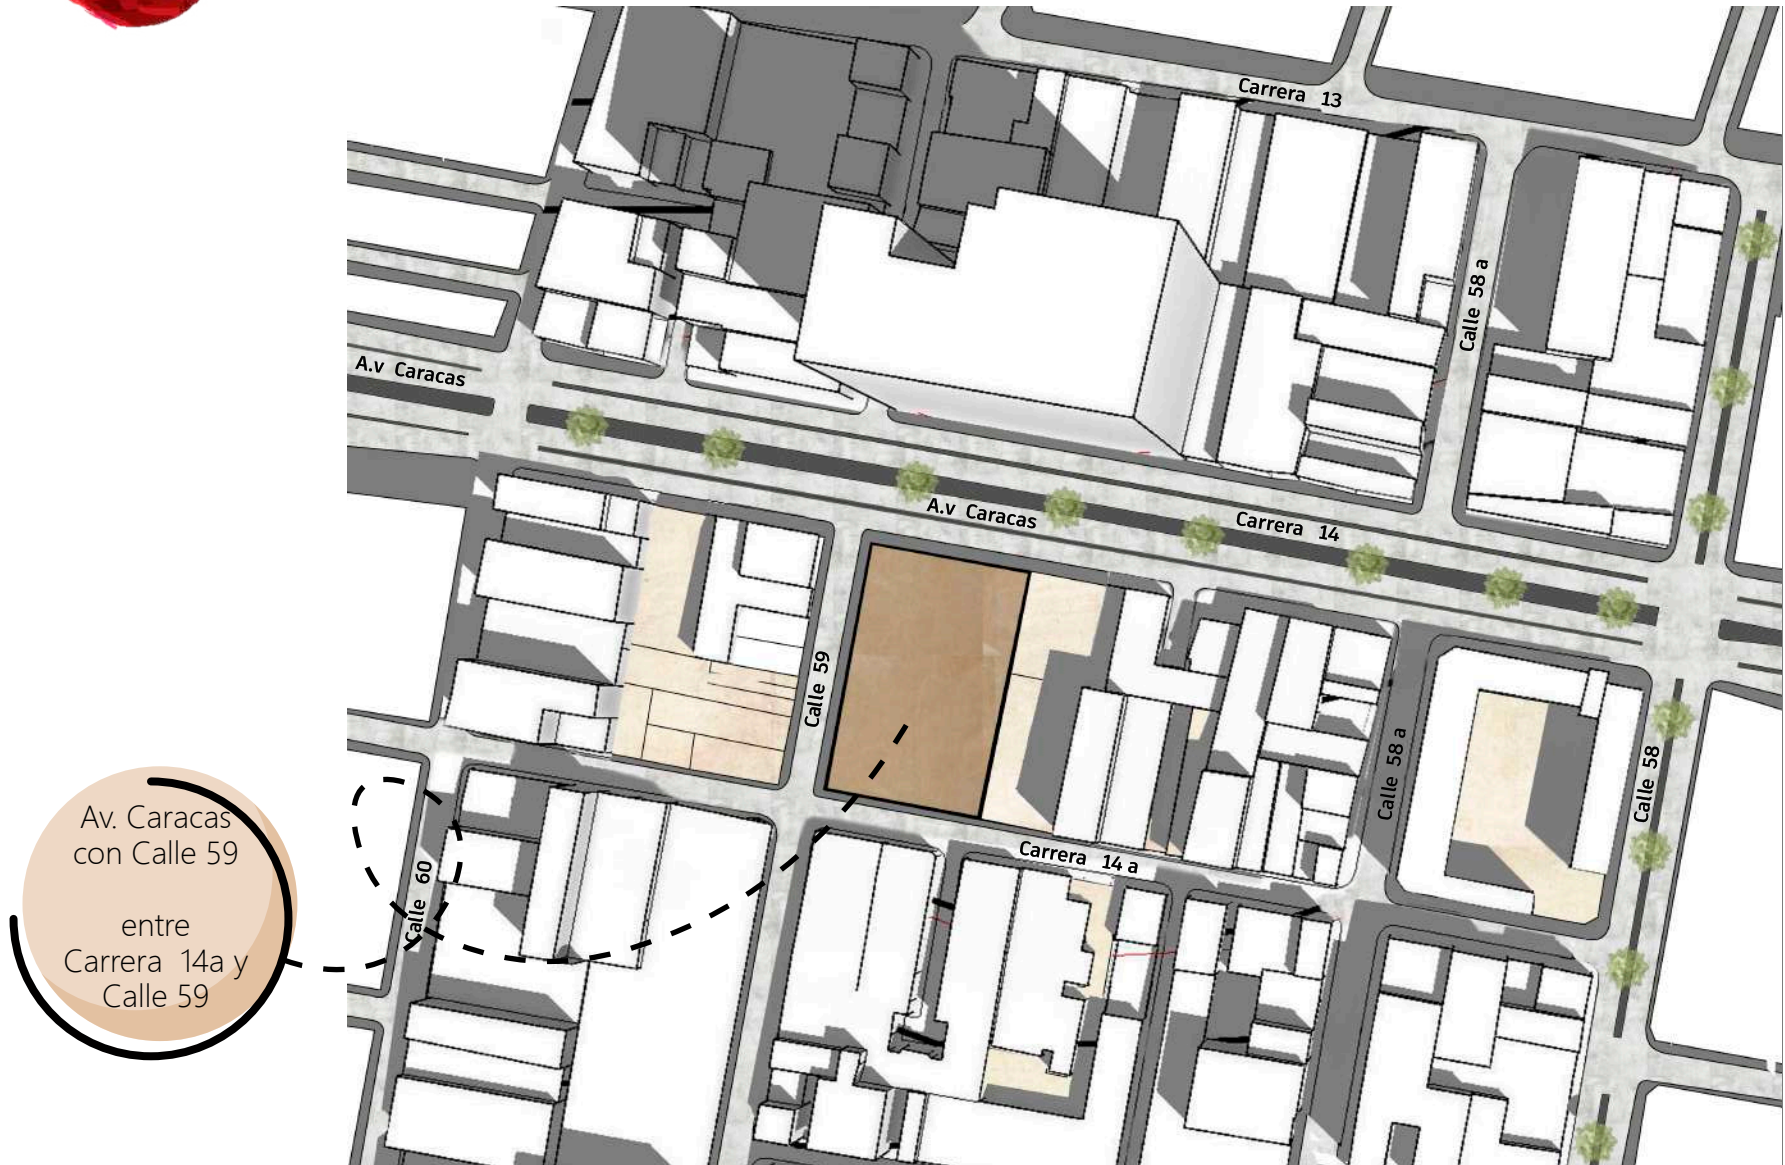 Carrera 13
Calle 58 a
A.v Caracas
A.v Caracas
Carrera 14
Calle 59
Calle 58 a
Calle 58
Carrera 14 a
Calle 60
Av. Caracas
con Calle 59
entre
Carrera 14a y
Calle 59